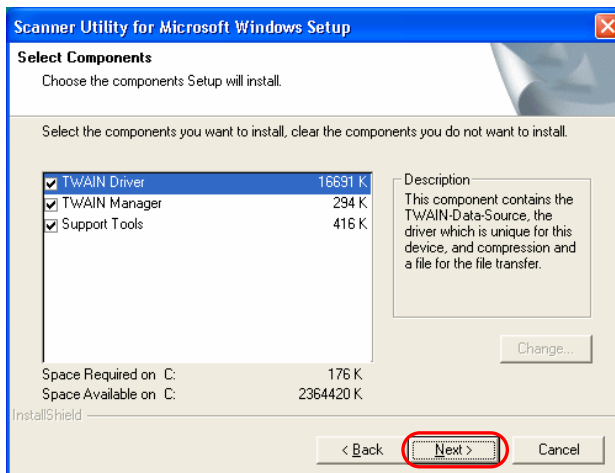 Scanner Utility for Microsoft Windows Setup
Select Components
Choose the components Setup will install.
Select the components you want to install, clear the components you do not want to install.
TWAIN Driver 16691 K
TWAIN Manager 294 K
Support Tools 416 K
Description
This component contains the
TWAIN-Data-Source, the
driver which is unique for this
device, and compression and
a file for the file transfer.
Change...
Space Required on C: 176 K
Space Available on C: 2364420 K
InstallShield
< Back
Next >
Cancel